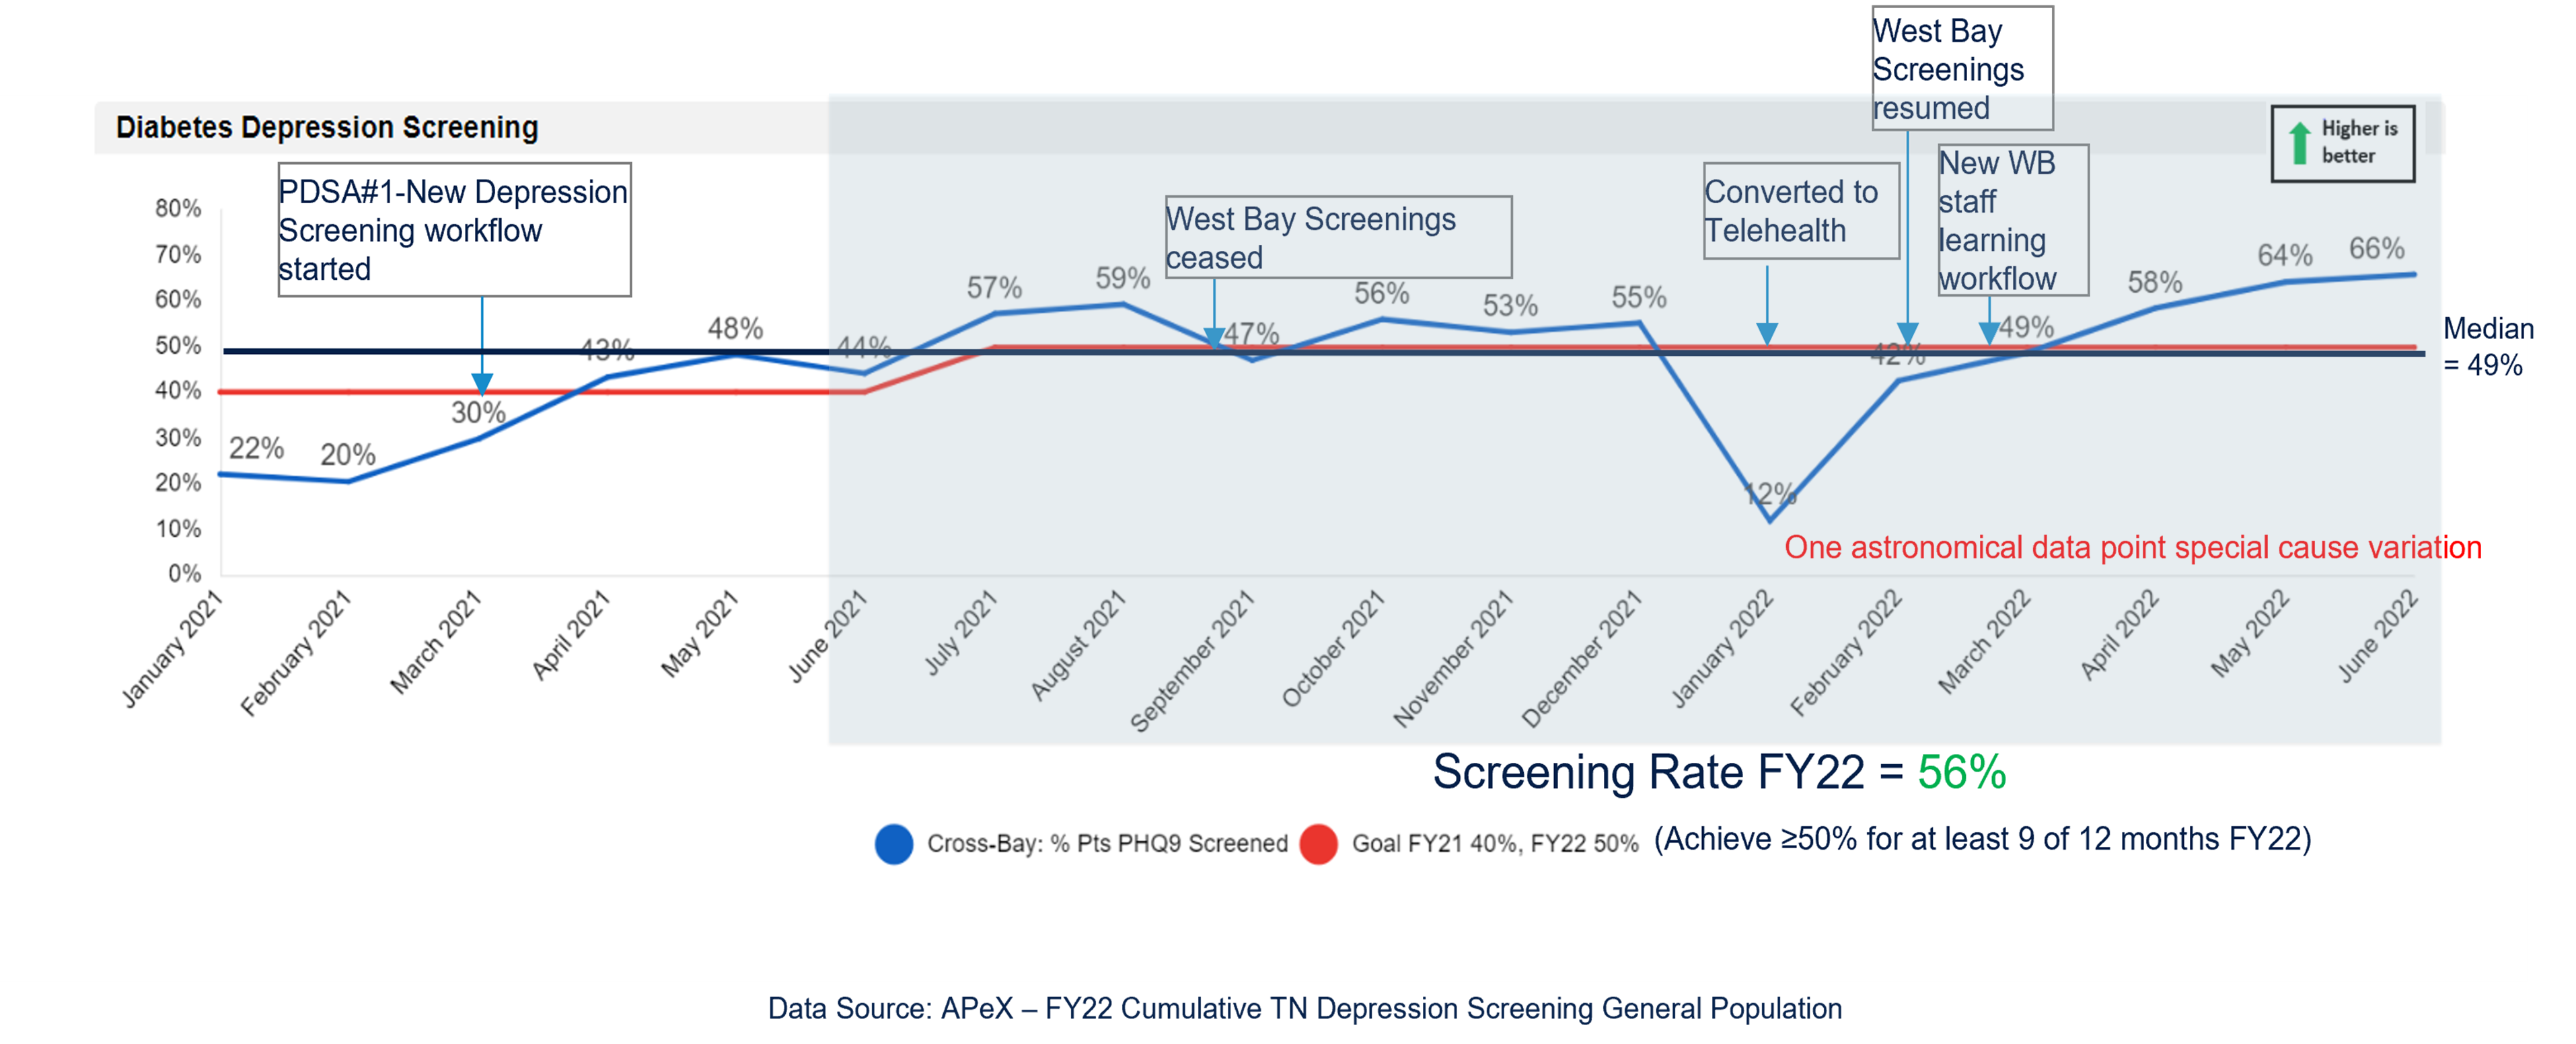 West Bay
Screenings
resumed
Diabetes Depression Screening
Higher is
better
PDSA#1-New Depression
Screening workflow
started
West Bay Screenings
ceased
Converted to
Telehealth
New WB
staff
learning
workflow
80%
70%
60%
50%
40%
30%
20%
10%
0%
22%
20%
30%
43%
48%
44%
57%
59%
47%
56%
53%
55%
12%
42%
49%
58%
64%
66%
Median
= 49%
One astronomical data point special cause variation
January 2021
February 2021
March 2021
April 2021
May 2021
June 2021
July 2021
August 2021
September 2021
October 2021
November 2021
December 2021
January 2022
February 2022
March 2022
April 2022
May 2022
June 2022
Screening Rate FY22 = 56%
Cross-Bay: % Pts PHQ9 Screened
Goal FY21 40%, FY22 50% (Achieve ≥50% for at least 9 of 12 months FY22)
Data Source: APeX – FY22 Cumulative TN Depression Screening General Population